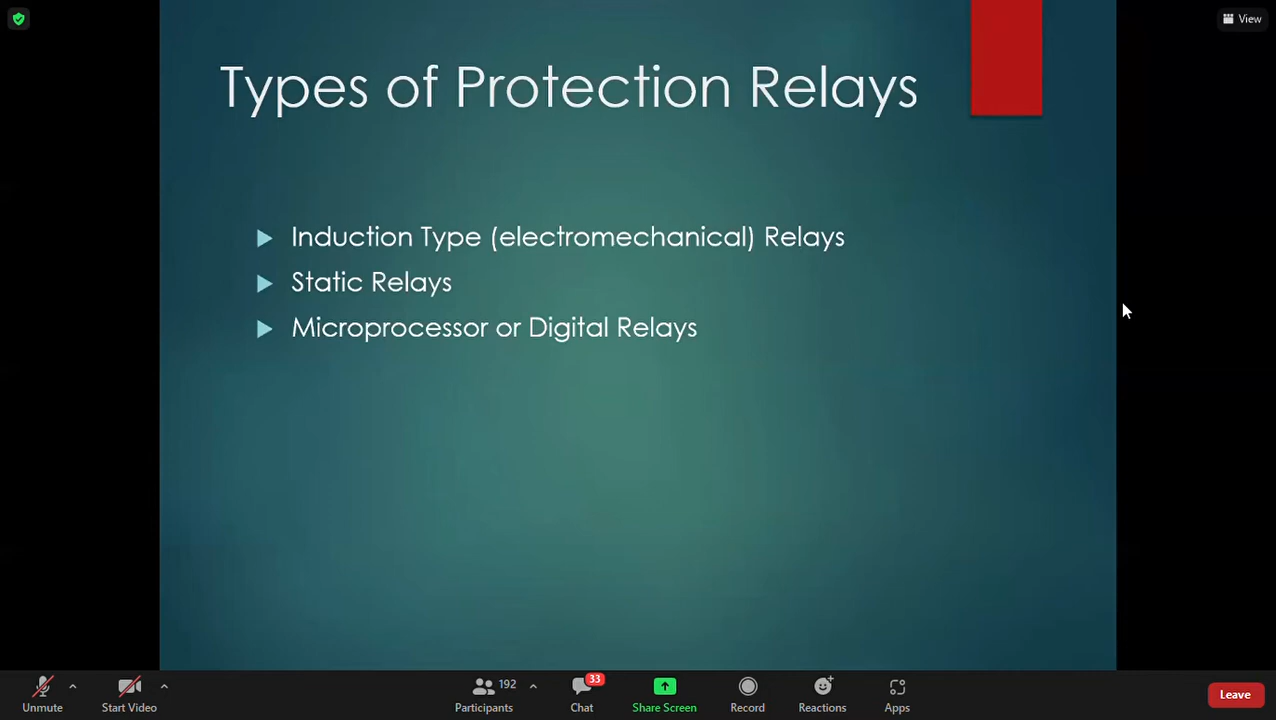 View
Types of Protection Relays
Induction Type (electromechanical) Relays
Static Relays
Microprocessor or Digital Relays
192
33
Unmute
Start Video
Participants
Chat
Share Screen
Record
Reactions
Apps
Leave